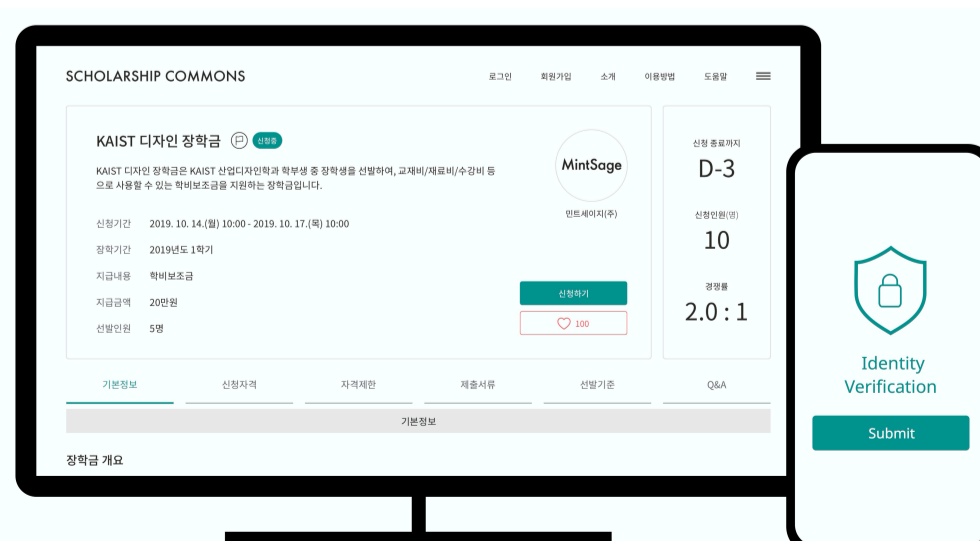 SCHOLARSHIP COMMONS
로그인 회원가입 소개 이용방법 도움말
KAIST 디자인 장학금 신청중
KAIST 디자인 장학금은 KAIST 산업디자인학과 학부생 중 장학생을 선발하여, 교재비/재료비/수강비 등
으로 사용할 수 있는 학비보조금을 지원하는 장학금입니다.
신청기간 2019. 10. 14.(월) 10:00 - 2019. 10. 17.(목) 10:00
장학기간 2019년도 1학기
지급내용 학비보조금
지급금액 20만원
선발인원 5명
MintSage
민트세이지(주)
신청하기
100
신청 종료까지
D-3
신청인원(명)
10
경쟁률
2.0 : 1
기본정보 신청자격 자격제한 제출서류 선발기준 Q&A
기본정보
장학금 개요
Identity
Verification
Submit